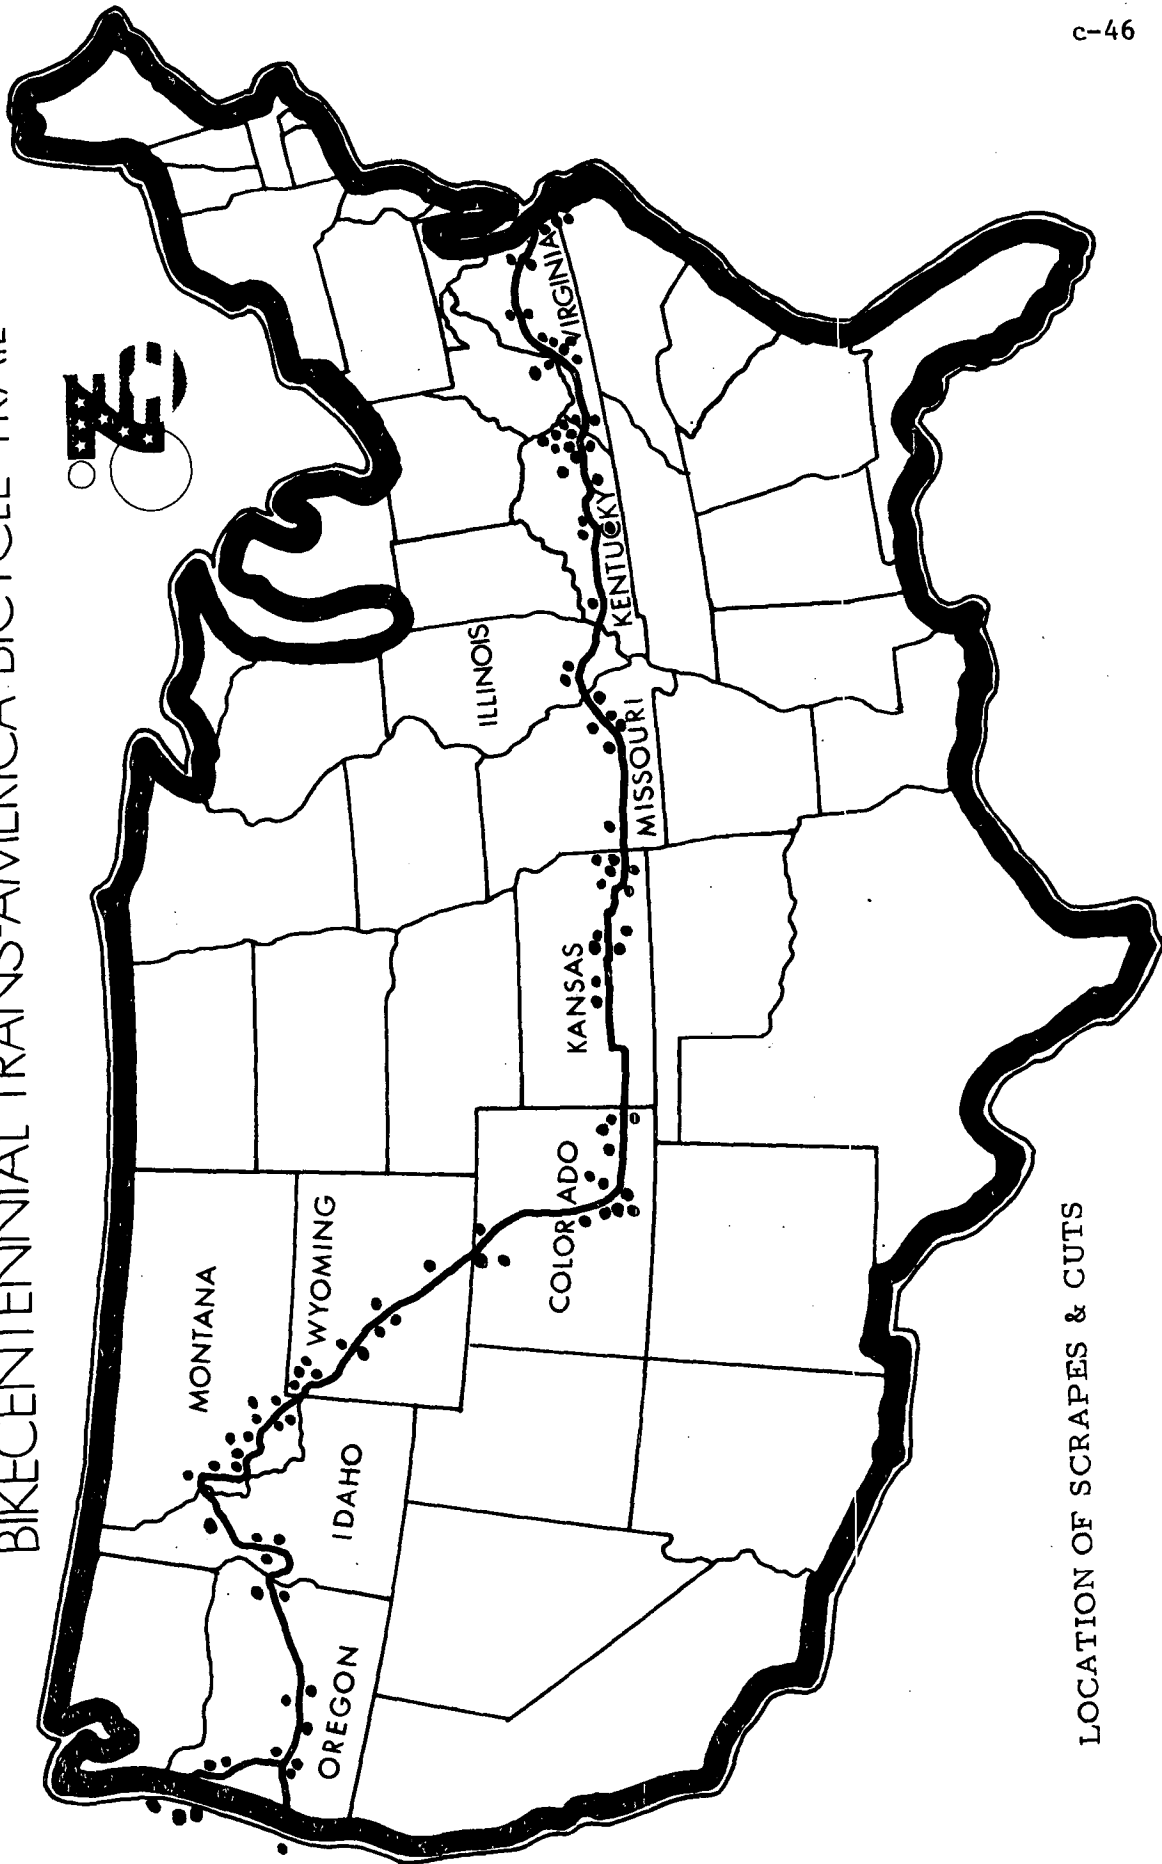 c-46
BIKECENTENNIAL TRANS-AMERICA BICYCLE TRAIL
76
MONTANA
WYOMING
IDAHO
OREGON
COLORADO
KANSAS
MISSOURI
ILLINOIS
KENTUCKY
VIRGINIA
LOCATION OF SCRAPES & CUTS